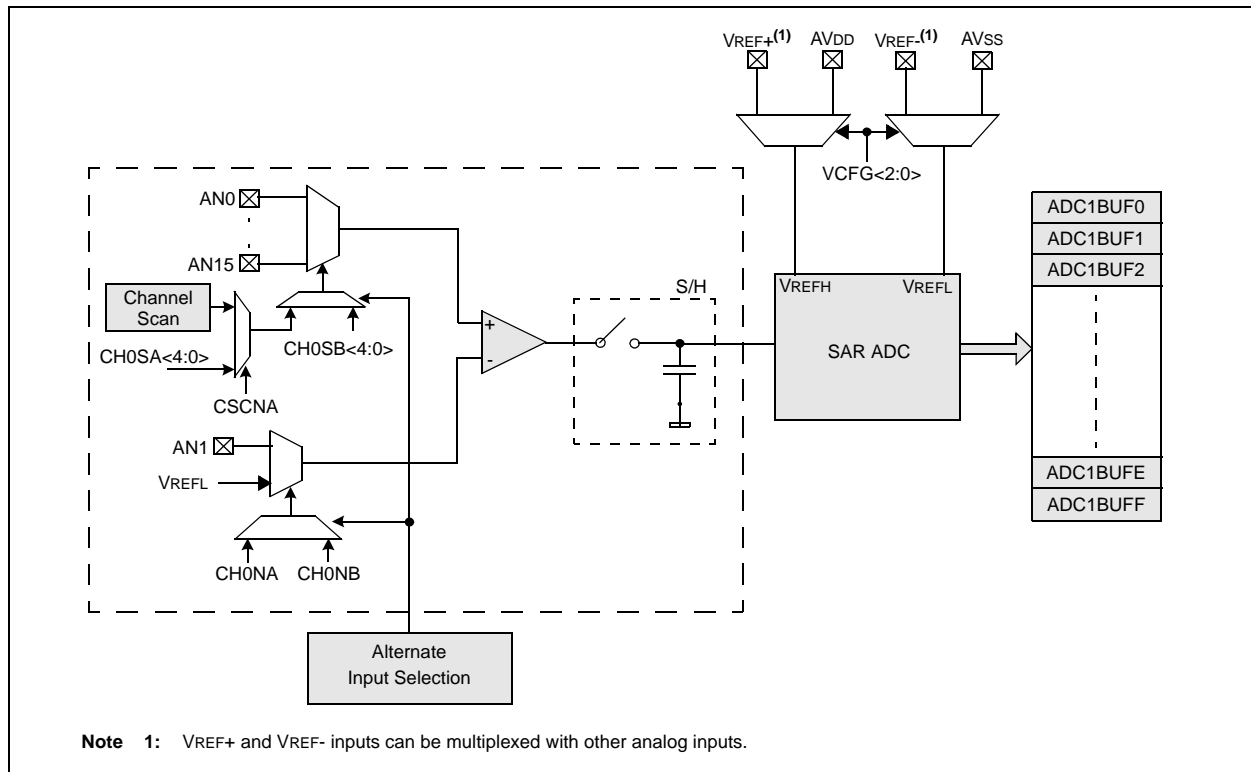 VREF+(1) AVDD VREF-(1) AVSS
VCFG<2:0>
AN0
AN15
Channel
Scan
CH0SA<4:0>
CH0SB<4:0>
CSCNA
AN1
VREFL
CH0NA CH0NB
+
-
S/H
VREFH VREFL
SAR ADC
ADC1BUF0
ADC1BUF1
ADC1BUF2
ADC1BUFE
ADC1BUFF
Alternate
Input Selection
Note 1: VREF+ and VREF- inputs can be multiplexed with other analog inputs.